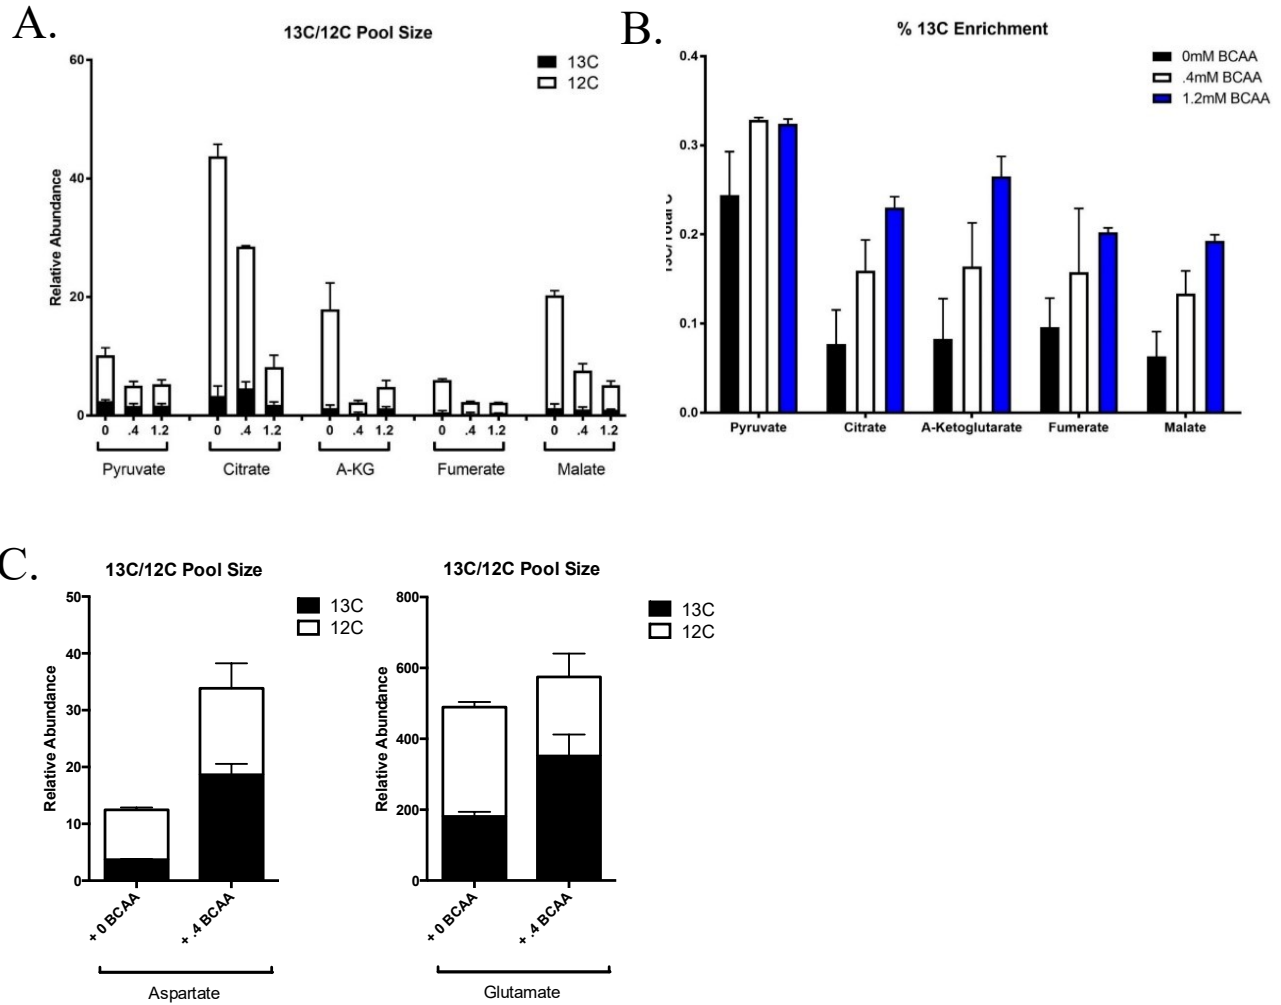 A.
13C/12C Pool Size
13C
12C
Relative Abundance
60
40
20
0
0 .4 1.2 0 .4 1.2 0 .4 1.2 0 .4 1.2 0 .4 1.2
Pyruvate Citrate A-KG Fumerate Malate
B.
% 13C Enrichment
0mM BCAA
.4mM BCAA
1.2mM BCAA
0.4
0.3
0.2
0.1
0.0
Pyruvate Citrate A-Ketoglutarate Fumerate Malate
C.
13C/12C Pool Size
13C
12C
Relative Abundance
50
40
30
20
10
0
+ 0 BCAA
+ .4 BCAA
Aspartate
13C/12C Pool Size
13C
12C
Relative Abundance
800
600
400
200
0
+ 0 BCAA
+ .4 BCAA
Glutamate